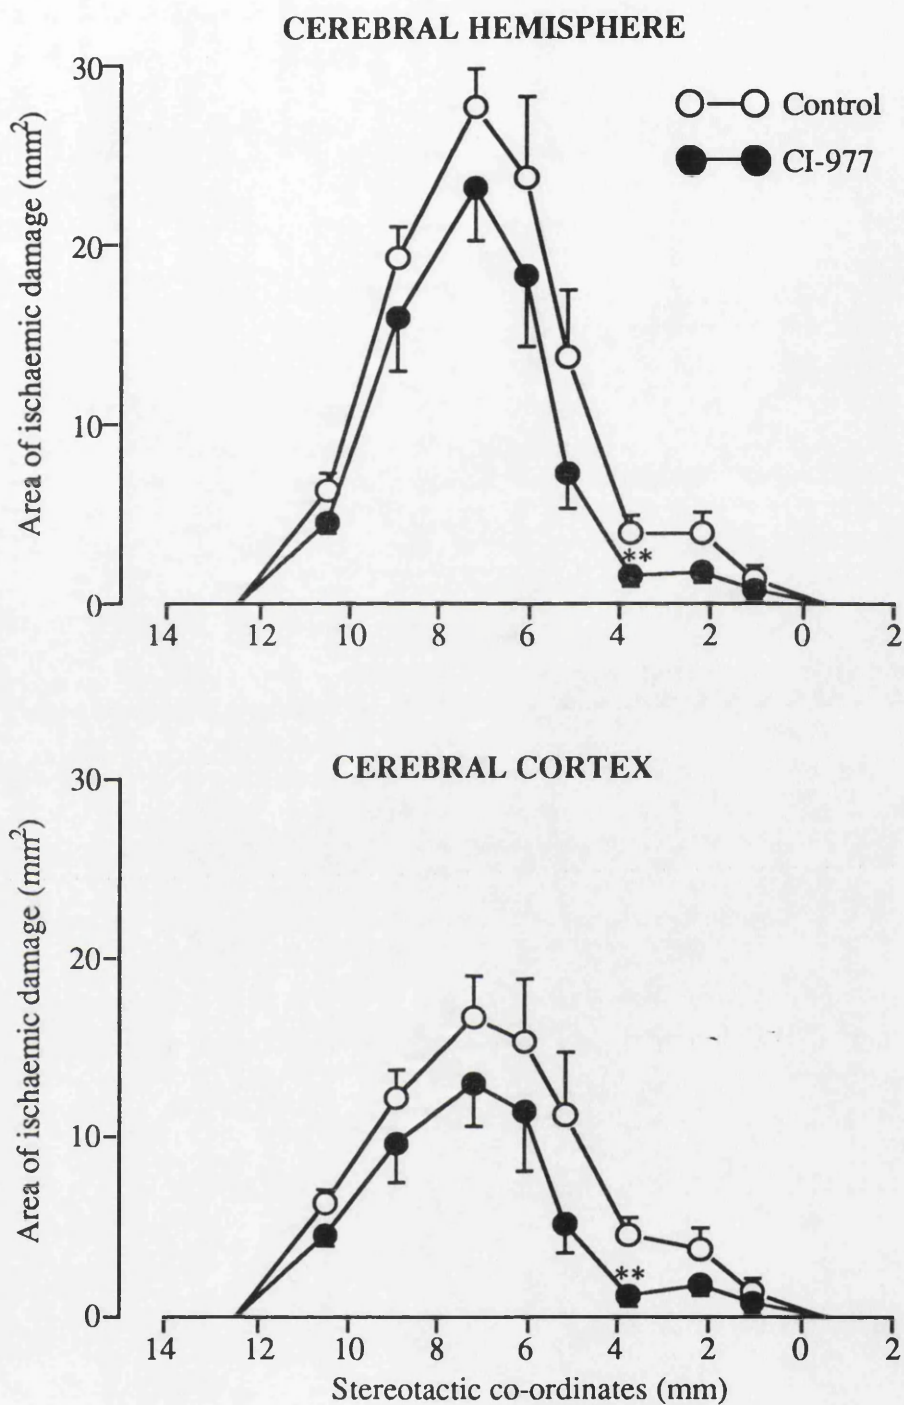 CEREBRAL HEMISPHERE
Area of ischaemic damage (mm²)
30
20
10
0
Control
CI-977
**
14 12 10 8 6 4 2 0 2
CEREBRAL CORTEX
Area of ischaemic damage (mm²)
30
20
10
0
**
14 12 10 8 6 4 2 0 2
Stereotactic co-ordinates (mm)